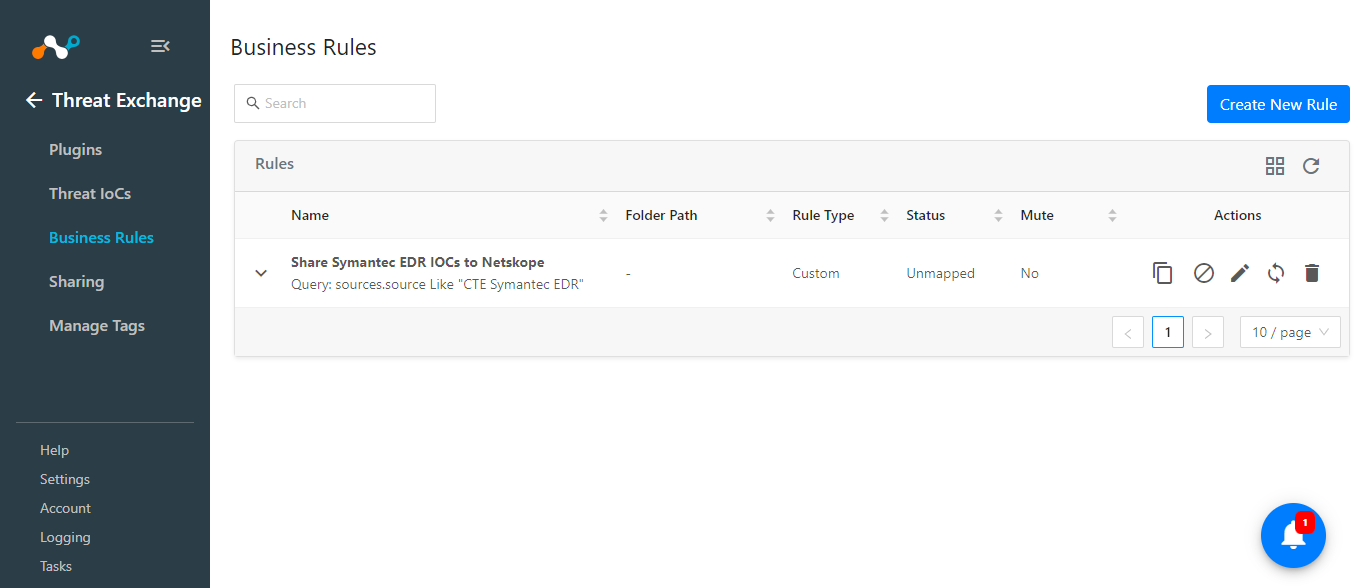 Threat Exchange
Plugins
Threat IoCs
Business Rules
Sharing
Manage Tags
Help
Settings
Account
Logging
Tasks
Business Rules
Search
Create New Rule
Rules
Name Folder Path Rule Type Status Mute Actions
Share Symantec EDR IOCs to Netskope
Query: sources.source Like "CTE Symantec EDR"
- Custom Unmapped No
< 1 > 10 / page
1